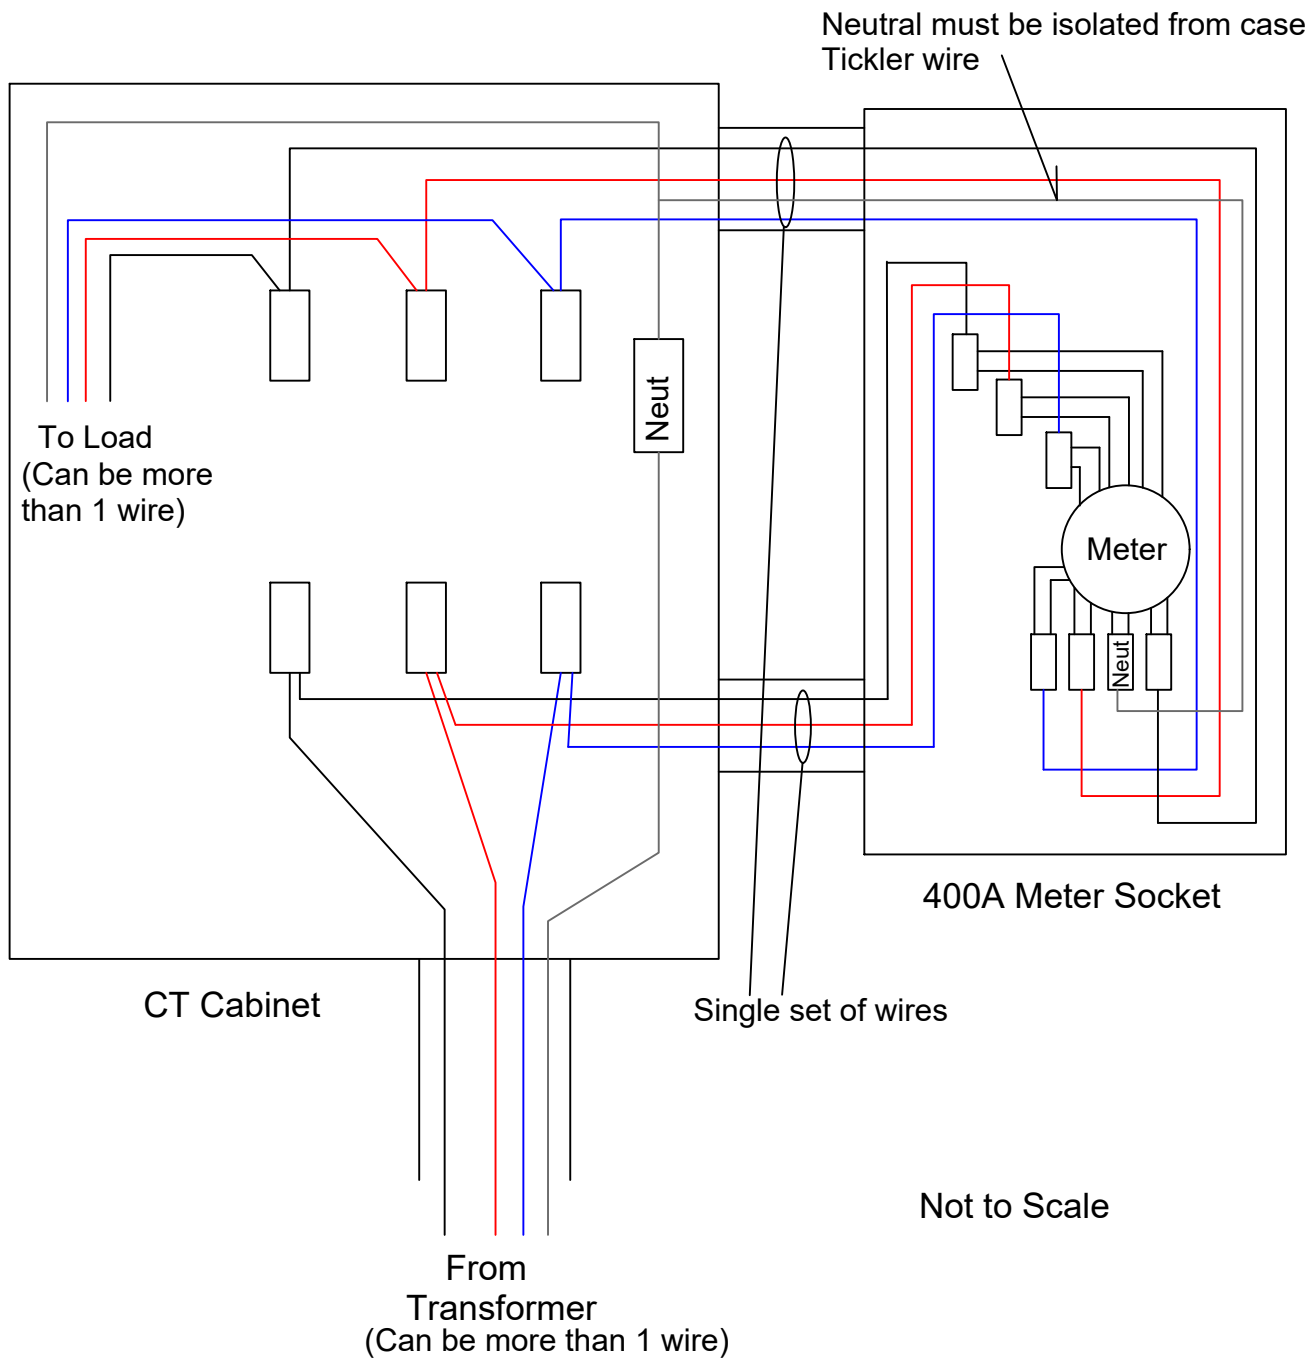 Neutral must be isolated from case
Tickler wire
Neut
To Load
(Can be more
than 1 wire)
Meter
Neut
400A Meter Socket
CT Cabinet
Single set of wires
Not to Scale
From
Transformer
(Can be more than 1 wire)